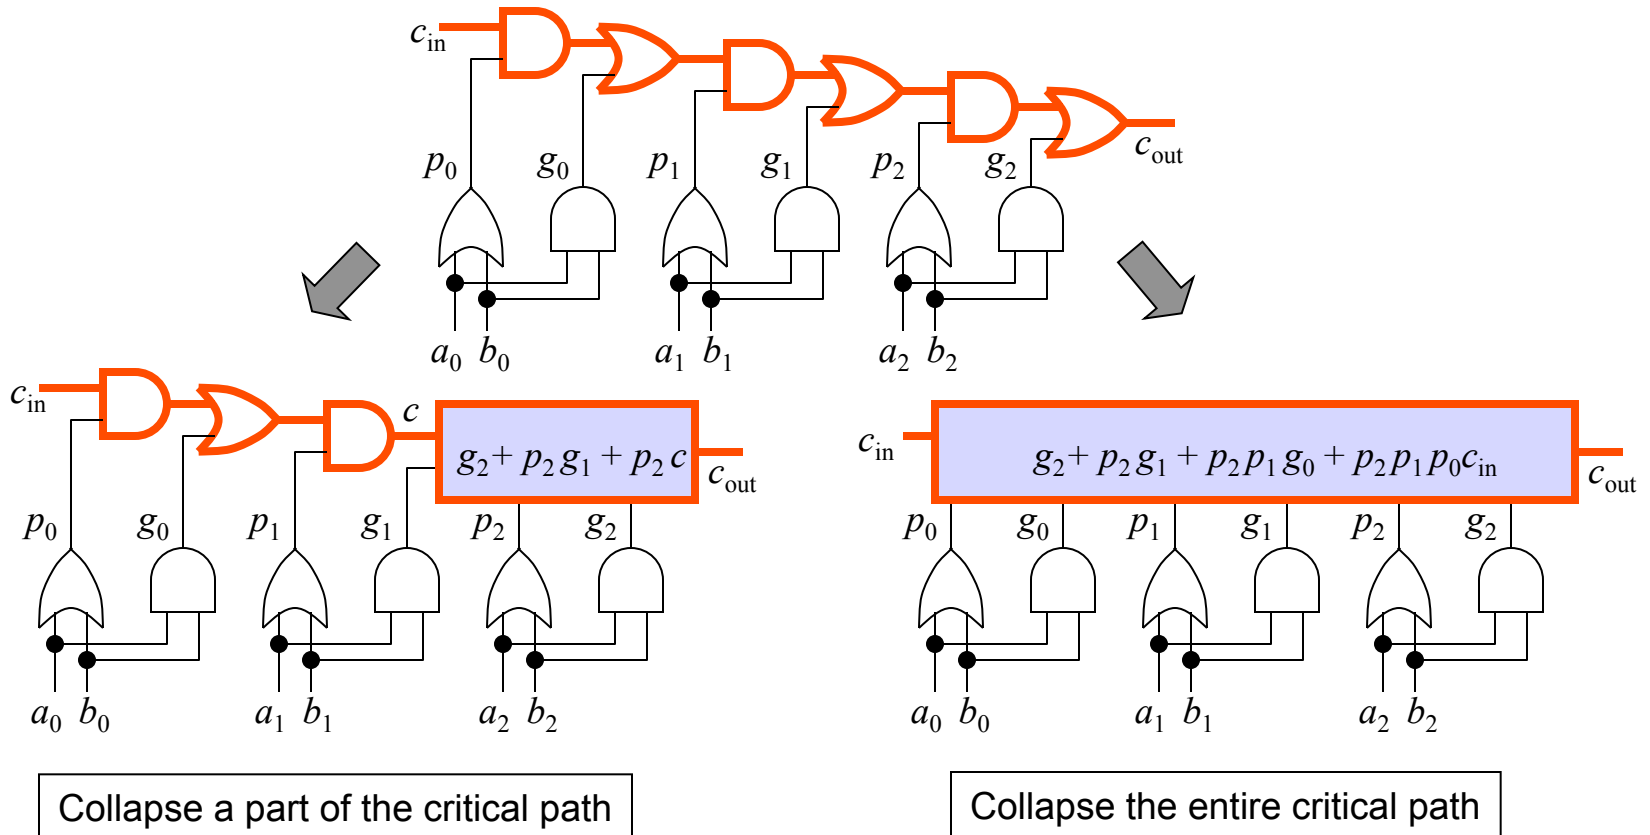 c_in
c_out
p_0 g_0 p_1 g_1 p_2 g_2
a_0 b_0 a_1 b_1 a_2 b_2
c_in c g_2 + p_2 g_1 + p_2 c c_out
p_0 g_0 p_1 g_1 p_2 g_2
a_0 b_0 a_1 b_1 a_2 b_2
Collapse a part of the critical path
c_in g_2 + p_2 g_1 + p_2 p_1 g_0 + p_2 p_1 p_0 c_in c_out
p_0 g_0 p_1 g_1 p_2 g_2
a_0 b_0 a_1 b_1 a_2 b_2
Collapse the entire critical path